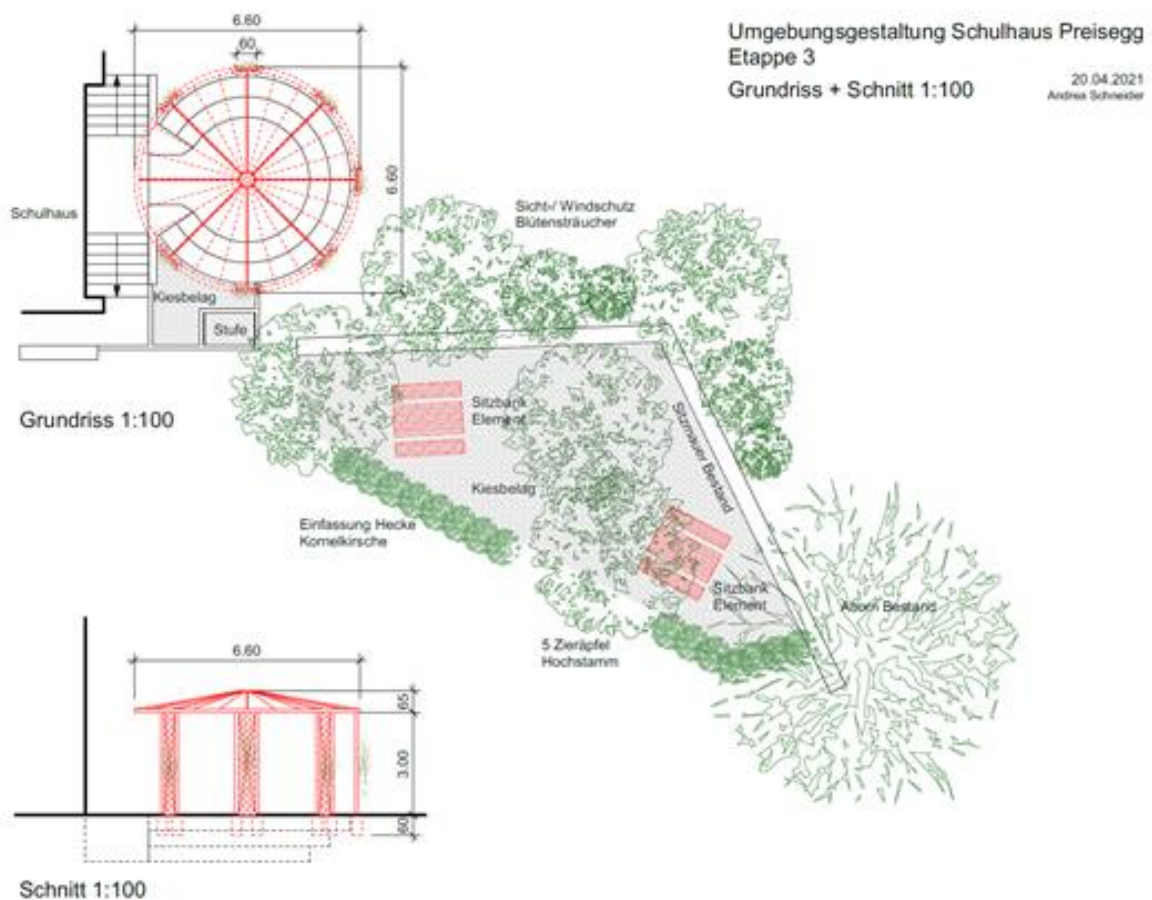 Umgebungsgestaltung Schulhaus Preisegg
Etappe 3
Grundriss + Schnitt 1:100
20.04.2021
Andrea Schneider
6.60
60
6.60
Schulhaus
Kiesbelag
Stufe
Grundriss 1:100
Sicht-/ Windschutz
Blütensträucher
Sitzbank
Element
Sitzmauer Bestand
Kiesbelag
Einfassung Hecke
Kornelkirsche
Sitzbank
Element
Ahorn Bestand
5 Zieräpfel
Hochstamm
6.60
65
3.00
60
Schnitt 1:100